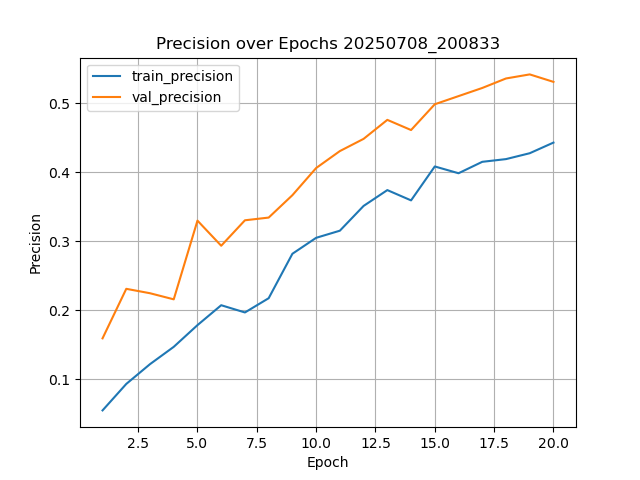 Precision over Epochs 20250708_200833
train_precision
val_precision
Precision
0.5
0.4
0.3
0.2
0.1
2.5 5.0 7.5 10.0 12.5 15.0 17.5 20.0
Epoch